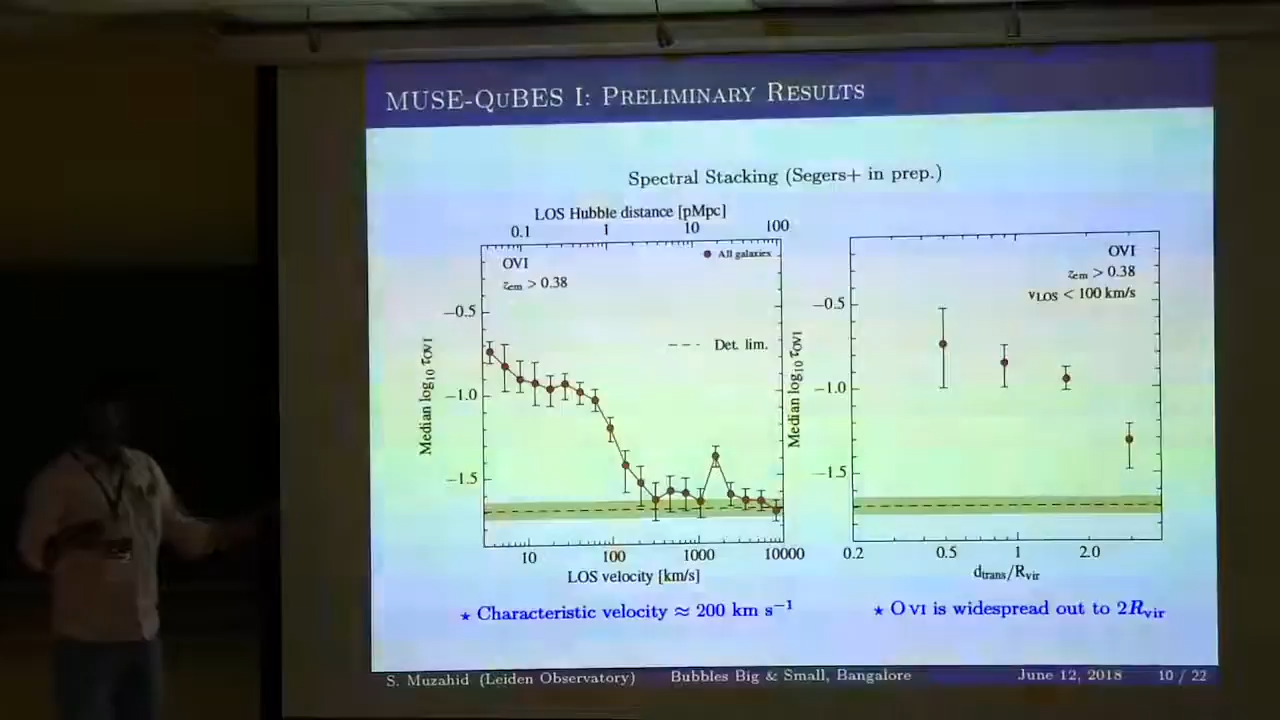 MUSE-QuBES I: Preliminary Results
Spectral Stacking (Segers+ in prep.)
LOS Hubble distance [pMpc]
0.1 1 10 100
OVI
z_em > 0.38
All galaxies
Det. lim.
Median log₁₀ τ_OVI
−0.5
−1.0
−1.5
10 100 1000 10000
LOS velocity [km/s]
OVI
z_em > 0.38
v_LOS < 100 km/s
Median log₁₀ τ_OVI
−0.5
−1.0
−1.5
0.2 0.5 1 2.0
d_trans/R_vir
⋆ Characteristic velocity ≈ 200 km s⁻¹
⋆ O VI is widespread out to 2R_vir
S. Muzahid (Leiden Observatory) Bubbles Big & Small, Bangalore June 12, 2018 10 / 22